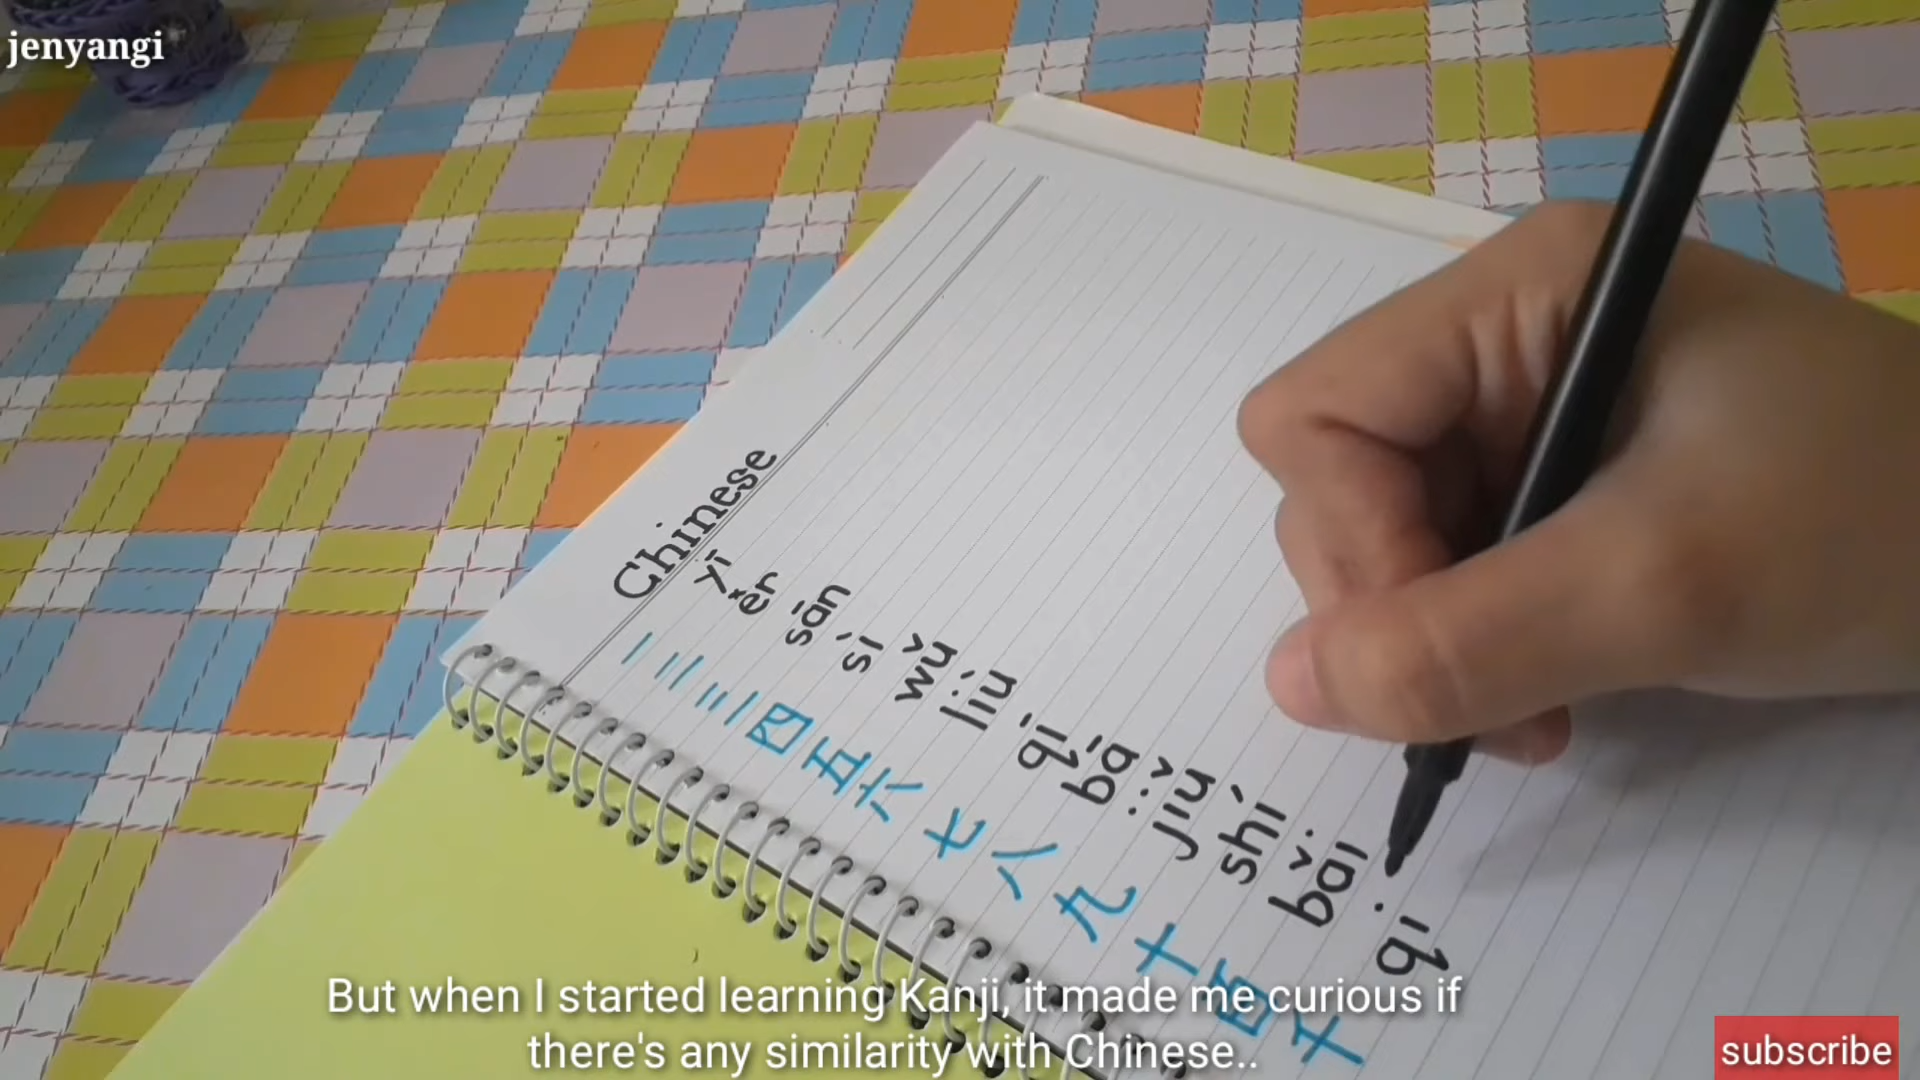 jenyangi
Chinese
一 yī
二 èr
三 sān
四 sì
五 wǔ
六 liù
七 qī
八 bā
九 jiǔ
十 shí
百 bǎi
千 qi
But when I started learning Kanji, it made me curious if
there's any similarity with Chinese..
subscribe